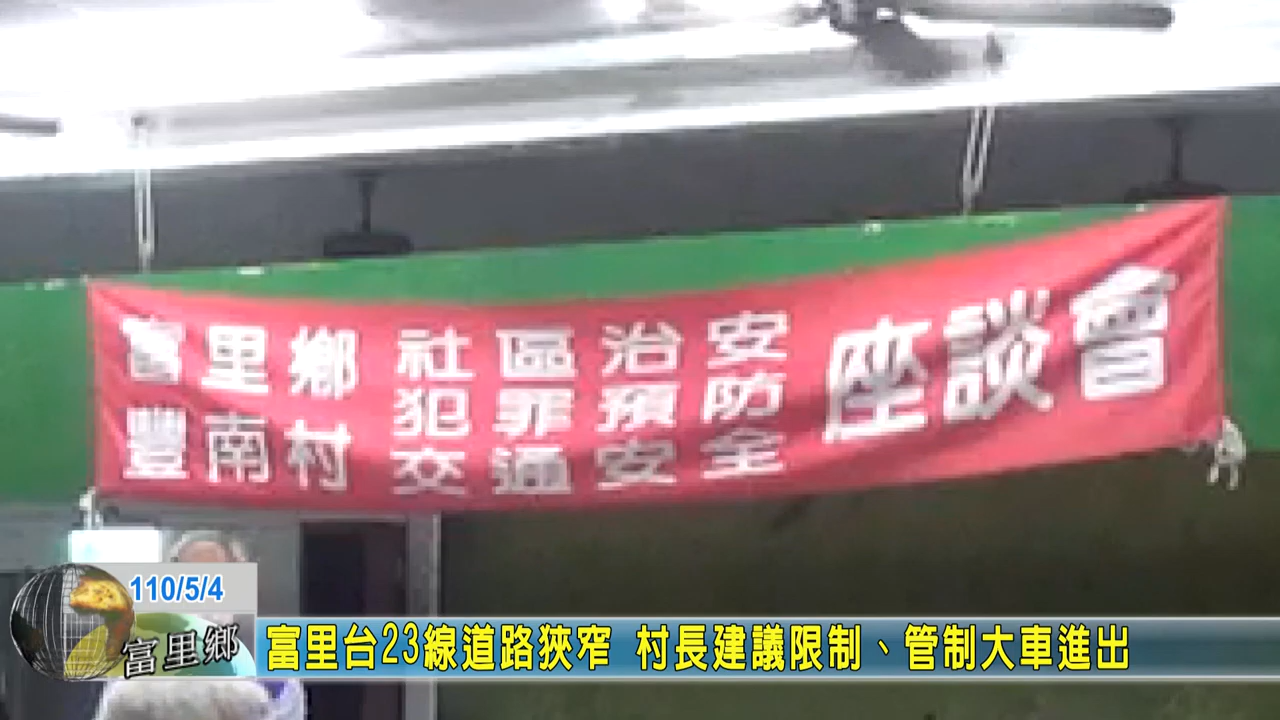 富里鄉 社區治安 座談會
豐南村 犯罪預防
交通安全
110/5/4
富里鄉
富里台23線道路狹窄 村長建議限制、管制大車進出